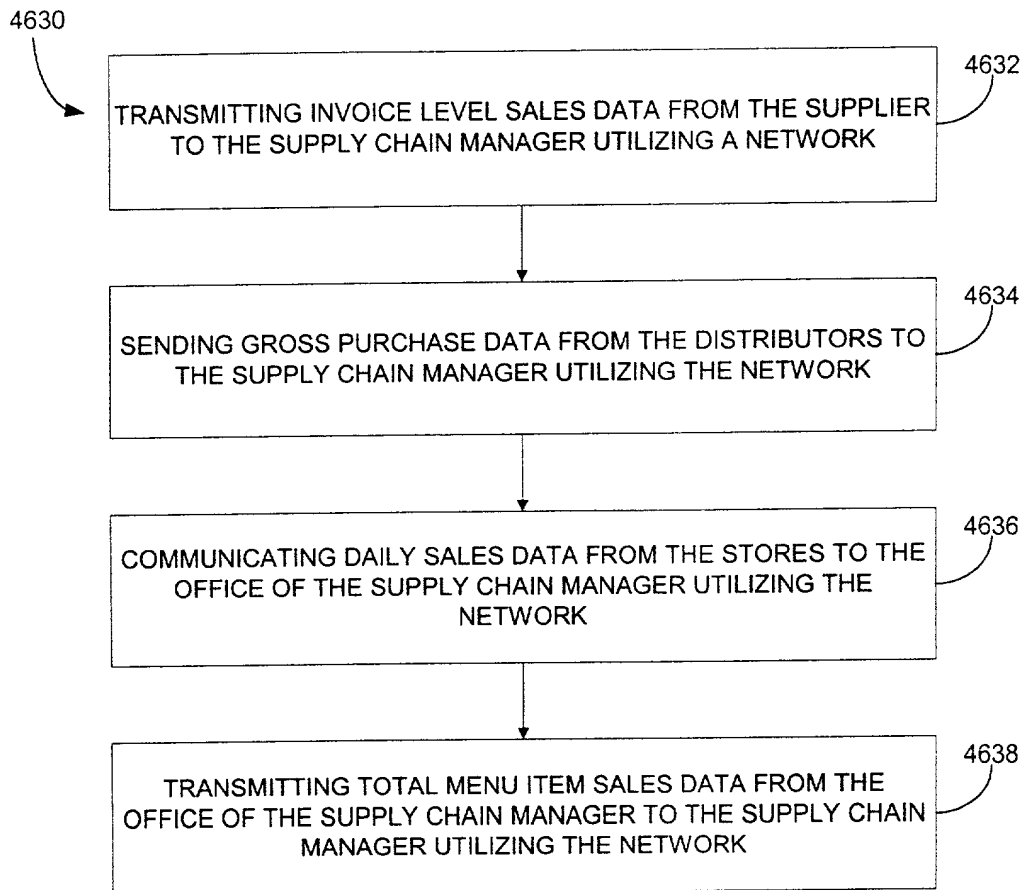 4630
4632
TRANSMITTING INVOICE LEVEL SALES DATA FROM THE SUPPLIER
TO THE SUPPLY CHAIN MANAGER UTILIZING A NETWORK
4634
SENDING GROSS PURCHASE DATA FROM THE DISTRIBUTORS TO
THE SUPPLY CHAIN MANAGER UTILIZING THE NETWORK
4636
COMMUNICATING DAILY SALES DATA FROM THE STORES TO THE
OFFICE OF THE SUPPLY CHAIN MANAGER UTILIZING THE
NETWORK
4638
TRANSMITTING TOTAL MENU ITEM SALES DATA FROM THE
OFFICE OF THE SUPPLY CHAIN MANAGER TO THE SUPPLY CHAIN
MANAGER UTILIZING THE NETWORK